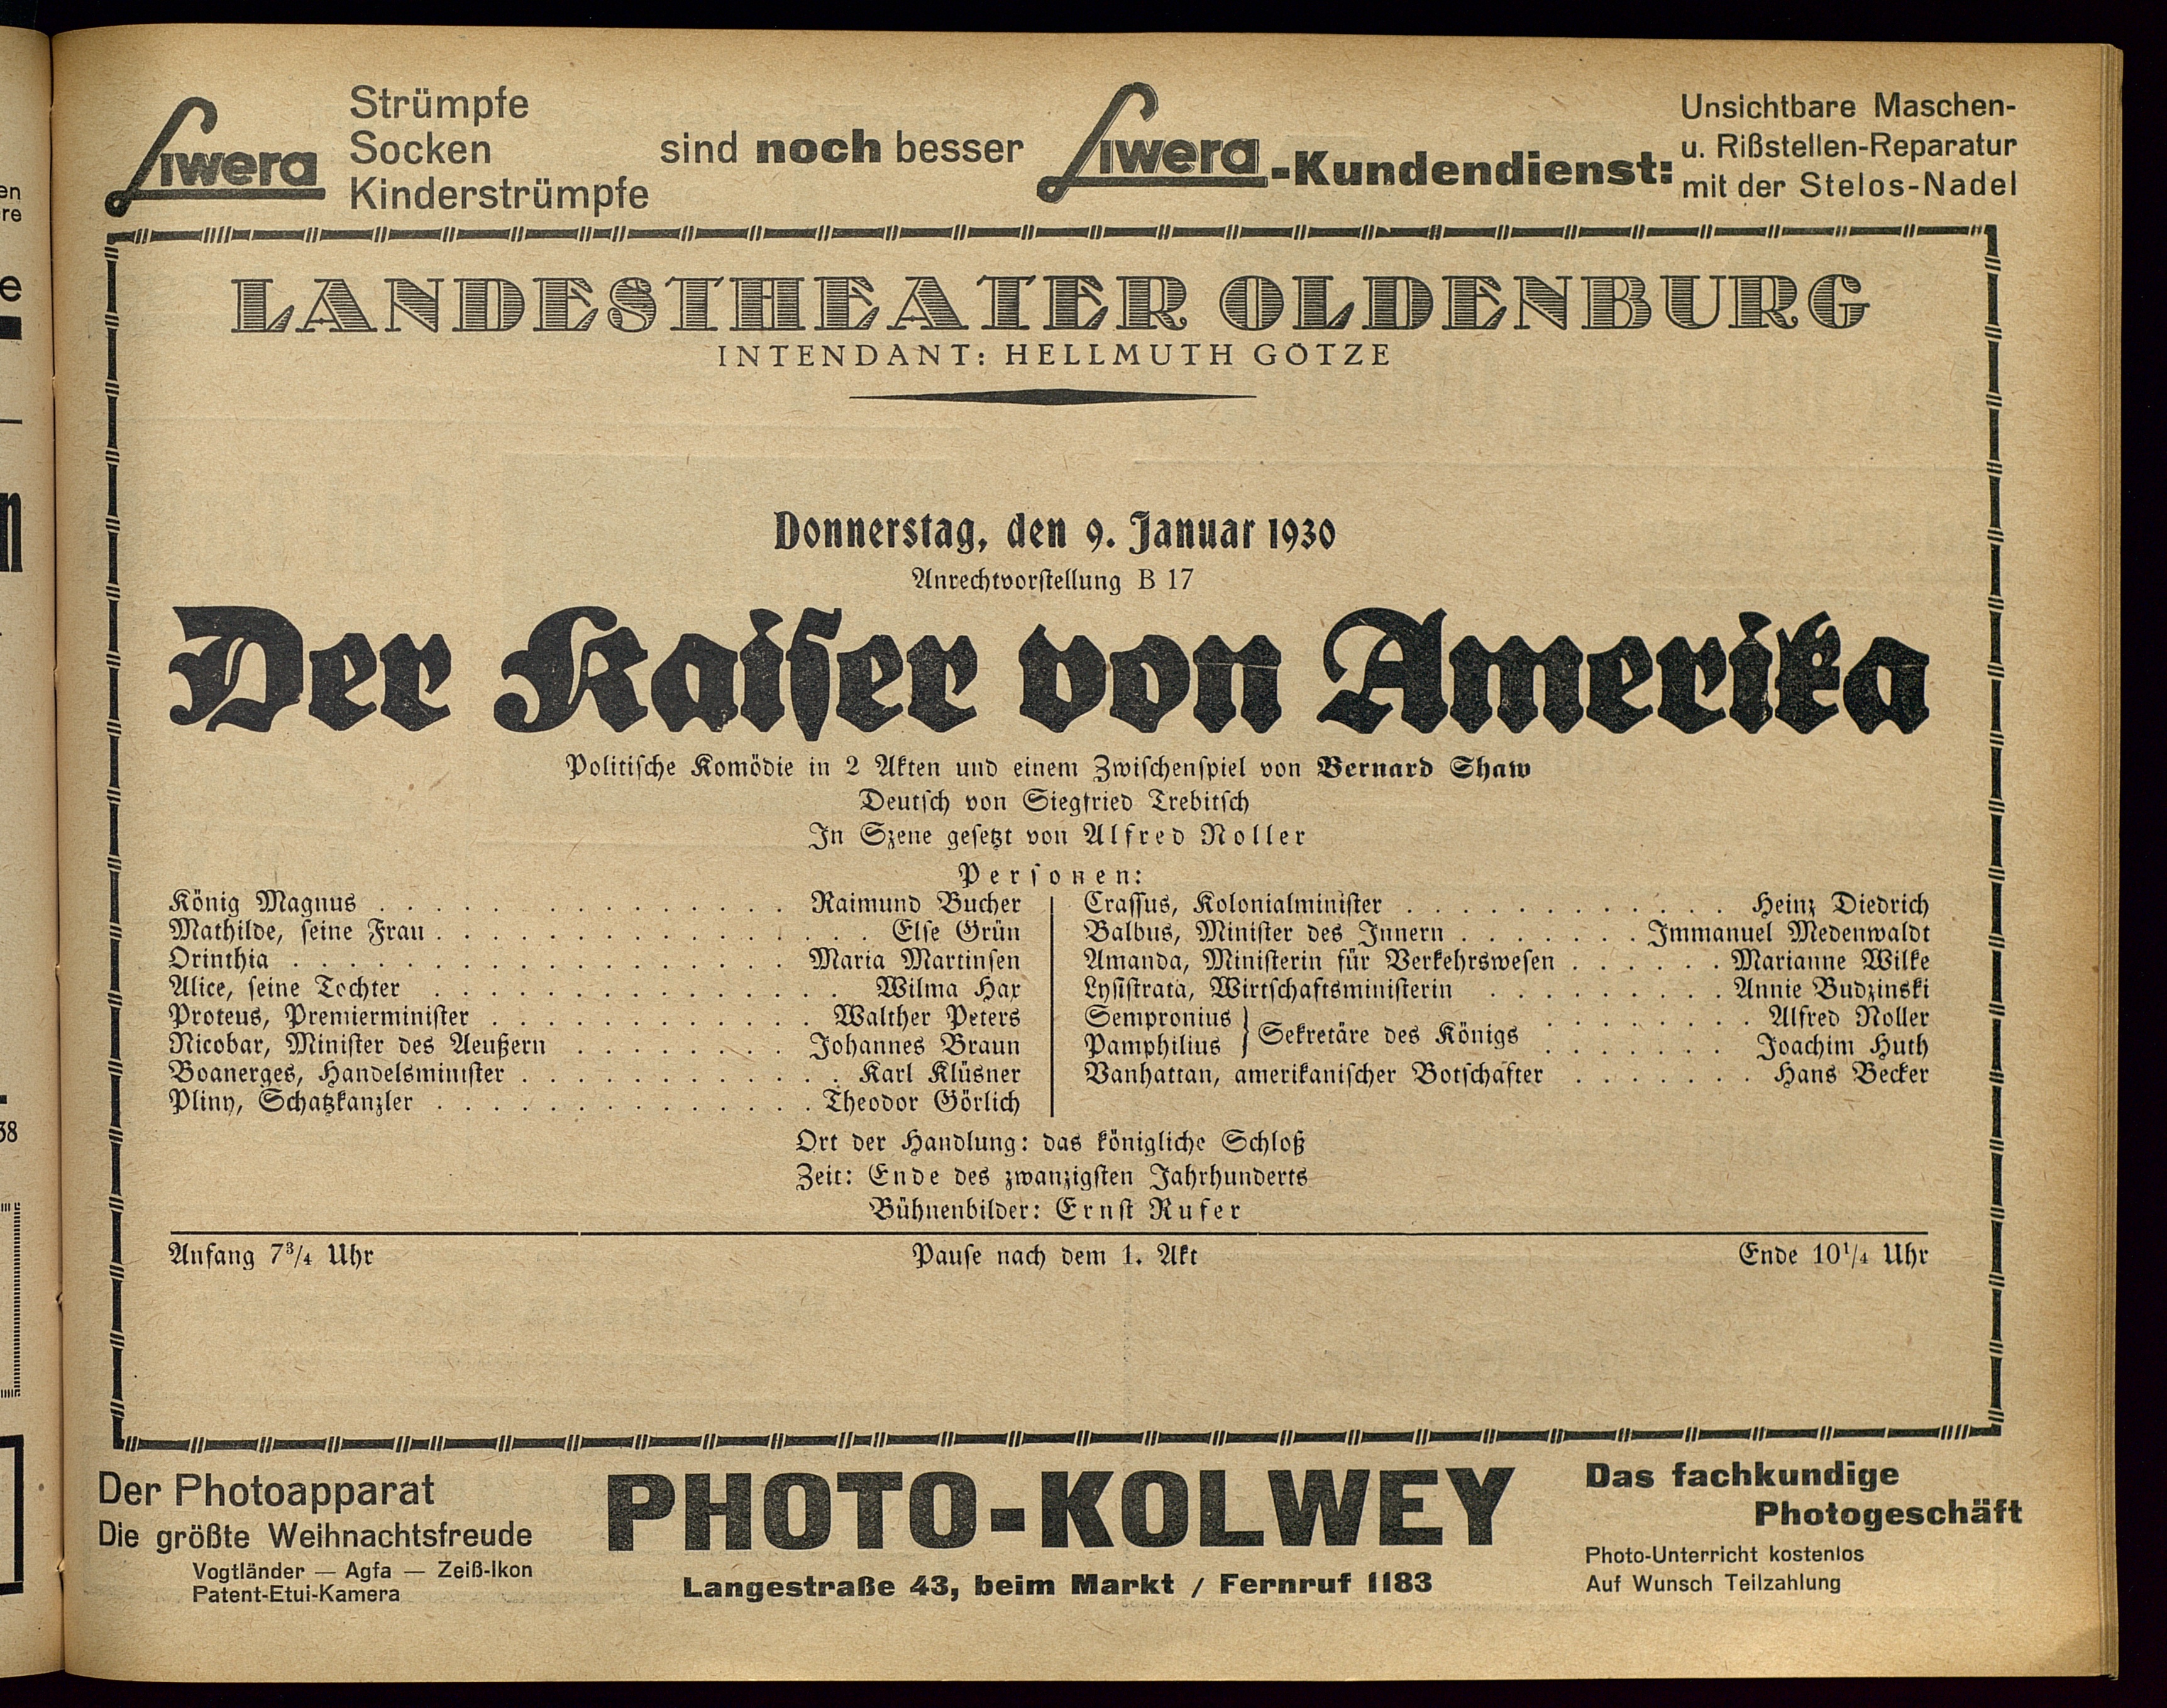 Liwera
Strümpfe
Socken
Kinderstrümpfe
sind noch besser
Liwera-Kundendienst:
Unsichtbare Maschen-
u. Rißstellen-Reparatur
mit der Stelos-Nadel
LANDESTHEATER OLDENBURG
INTENDANT: HELLMUTH GÖTZE
Donnerstag, den 9. Januar 1930
Anrechtvorstellung B 17
Der Kaiser von Amerika
Politische Komödie in 2 Akten und einem Zwischenspiel von Bernard Shaw
Deutsch von Siegfried Trebitsch
In Szene gesetzt von Alfred Noller
Personen:
König Magnus . . . . . . . . . . . . . . . Raimund Bucher
Mathilde, seine Frau . . . . . . . . . . . . . . . Else Grün
Orinthia . . . . . . . . . . . . . . . . . . Maria Martinsen
Alice, seine Tochter . . . . . . . . . . . . . . . Wilma Hax
Proteus, Premierminister . . . . . . . . . . . . Walther Peters
Nicobar, Minister des Aeußern . . . . . . . . Johannes Braun
Boanerges, Handelsminister . . . . . . . . . . . . Karl Klüsner
Pliny, Schatzkanzler . . . . . . . . . . . . . . Theodor Görlich
Crassus, Kolonialminister . . . . . . . . . . . . Heinz Diedrich
Balbus, Minister des Innern . . . . . . . Immanuel Medenwaldt
Amanda, Ministerin für Verkehrswesen . . . . . . Marianne Wilke
Lysistrata, Wirtschaftsministerin . . . . . . . . . Annie Budzinski
Sempronius } Sekretäre des Königs . . . . . . . . Alfred Noller
Pamphilius } . . . . . . . Joachim Huth
Vanhattan, amerikanischer Botschafter . . . . . . . Hans Becker
Ort der Handlung: das königliche Schloß
Zeit: Ende des zwanzigsten Jahrhunderts
Bühnenbilder: Ernst Rufer
Anfang 7¾ Uhr Pause nach dem 1. Akt Ende 10¼ Uhr
Der Photoapparat
Die größte Weihnachtsfreude
Vogtländer — Agfa — Zeiß-Ikon
Patent-Etui-Kamera
PHOTO-KOLWEY
Langestraße 43, beim Markt / Fernruf 1183
Das fachkundige
Photogeschäft
Photo-Unterricht kostenlos
Auf Wunsch Teilzahlung